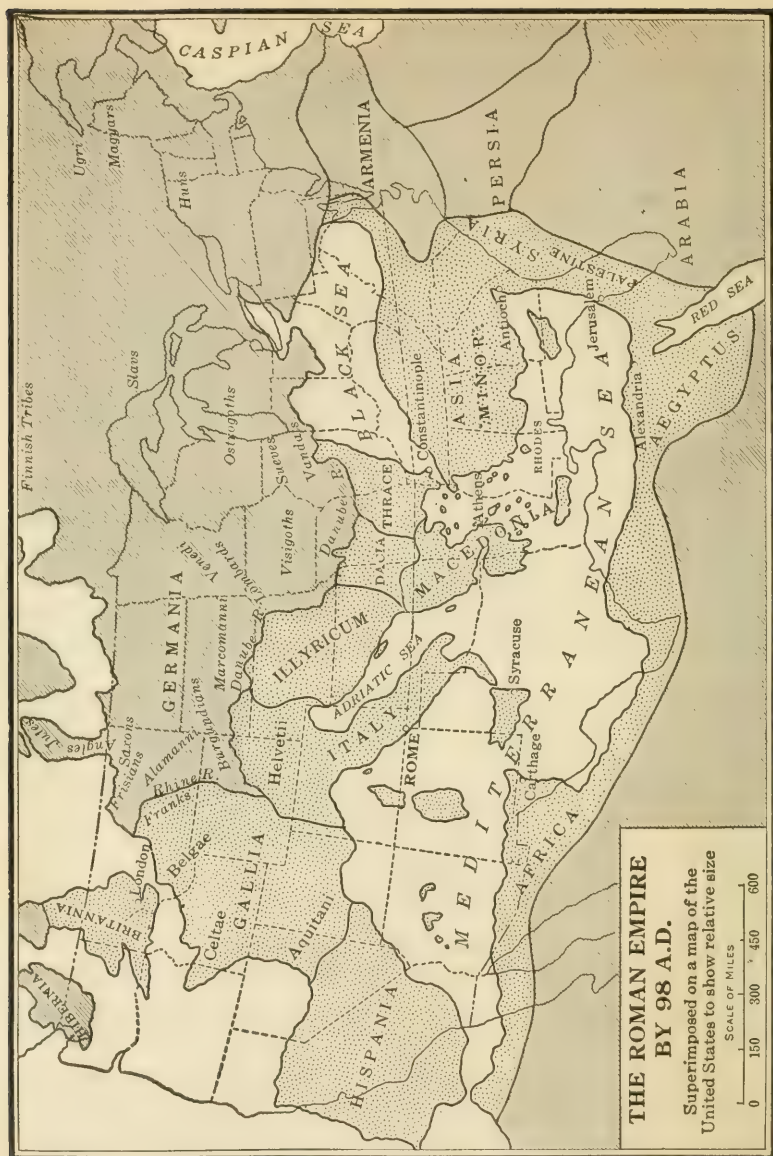 CASPIAN SEA
Ugri
Magyars
Huns
ARMENIA
PERSIA
ARABIA
SYRIA
PALESTINE
RED SEA
Finnish Tribes
Slavs
Ostrogoths
Sueves
Vandals
BLACK SEA
Constantinople
ASIA
MINOR
Antioch
Jerusalem
Alexandria
AEGYPTUS
GERMANIA
Venedi
Lombards
Visigoths
Danube R.
DACIA
THRACE
Athens
RHODES
MACEDONIA
MEDITERRANEAN SEA
Jutes
Angles
Saxons
Frisians
Alamanni
Burgundians
Marcomanni
Danube R.
ILLYRICUM
ADRIATIC SEA
Rhine R.
Franks
Helvetii
ITALY
ROME
Syracuse
Carthage
AFRICA
HIBERNIA
BRITANNIA
London
Belgae
Celtae
GALLIA
Aquitani
HISPANIA
THE ROMAN EMPIRE
BY 98 A.D.
Superimposed on a map of the
United States to show relative size
SCALE OF MILES
0 150 300 450 600